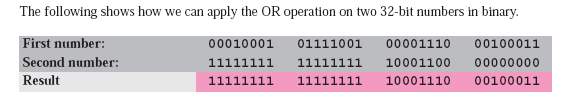 The following shows how we can apply the OR operation on two 32-bit numbers in binary.
First number: 00010001 01111001 00001110 00100011
Second number: 11111111 11111111 10001100 00000000
Result 11111111 11111111 10001110 00100011